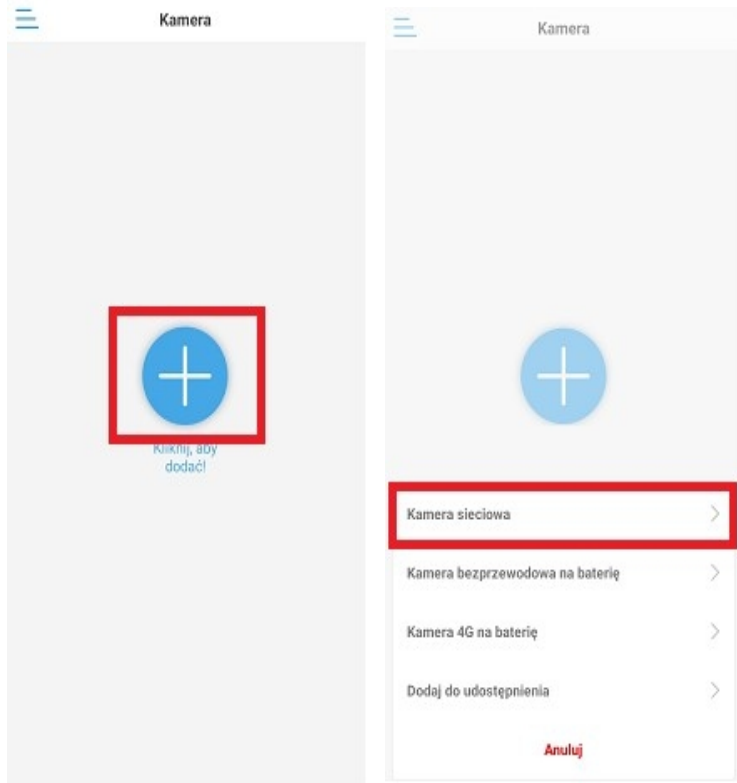 Kamera
Kliknij, aby
dodać!
Kamera
Kamera sieciowa
Kamera bezprzewodowa na baterię
Kamera 4G na baterię
Dodaj do udostępnienia
Anuluj